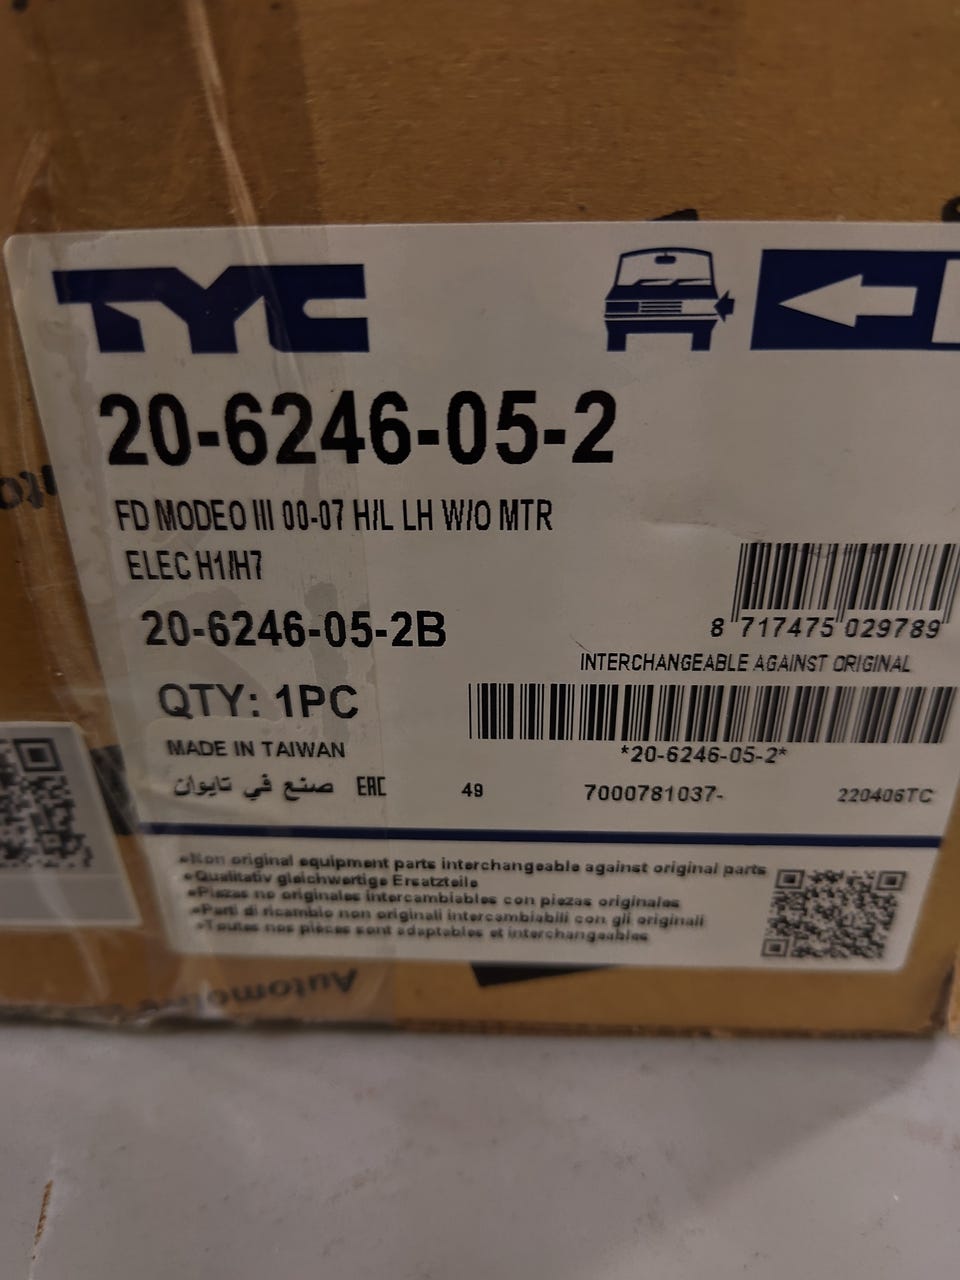 TYC
20-6246-05-2
FD MODEO III 00-07 H/L LH W/O MTR
ELEC H1/H7
20-6246-05-2B
8 717475 029789
INTERCHANGEABLE AGAINST ORIGINAL
QTY: 1PC
*20-6246-05-2*
MADE IN TAIWAN
صنع في تايوان EAC 49 7000781037- 220406TC
•Non original equipment parts interchangeable against original parts
•Qualitativ gleichwertige Ersatzteile
•Piezas no originales intercambiables con piezas originales
•Parti di ricambio non originali intercambiabili con gli originali
•Toutes nos pièces sont adaptables et interchangeables
Automotive